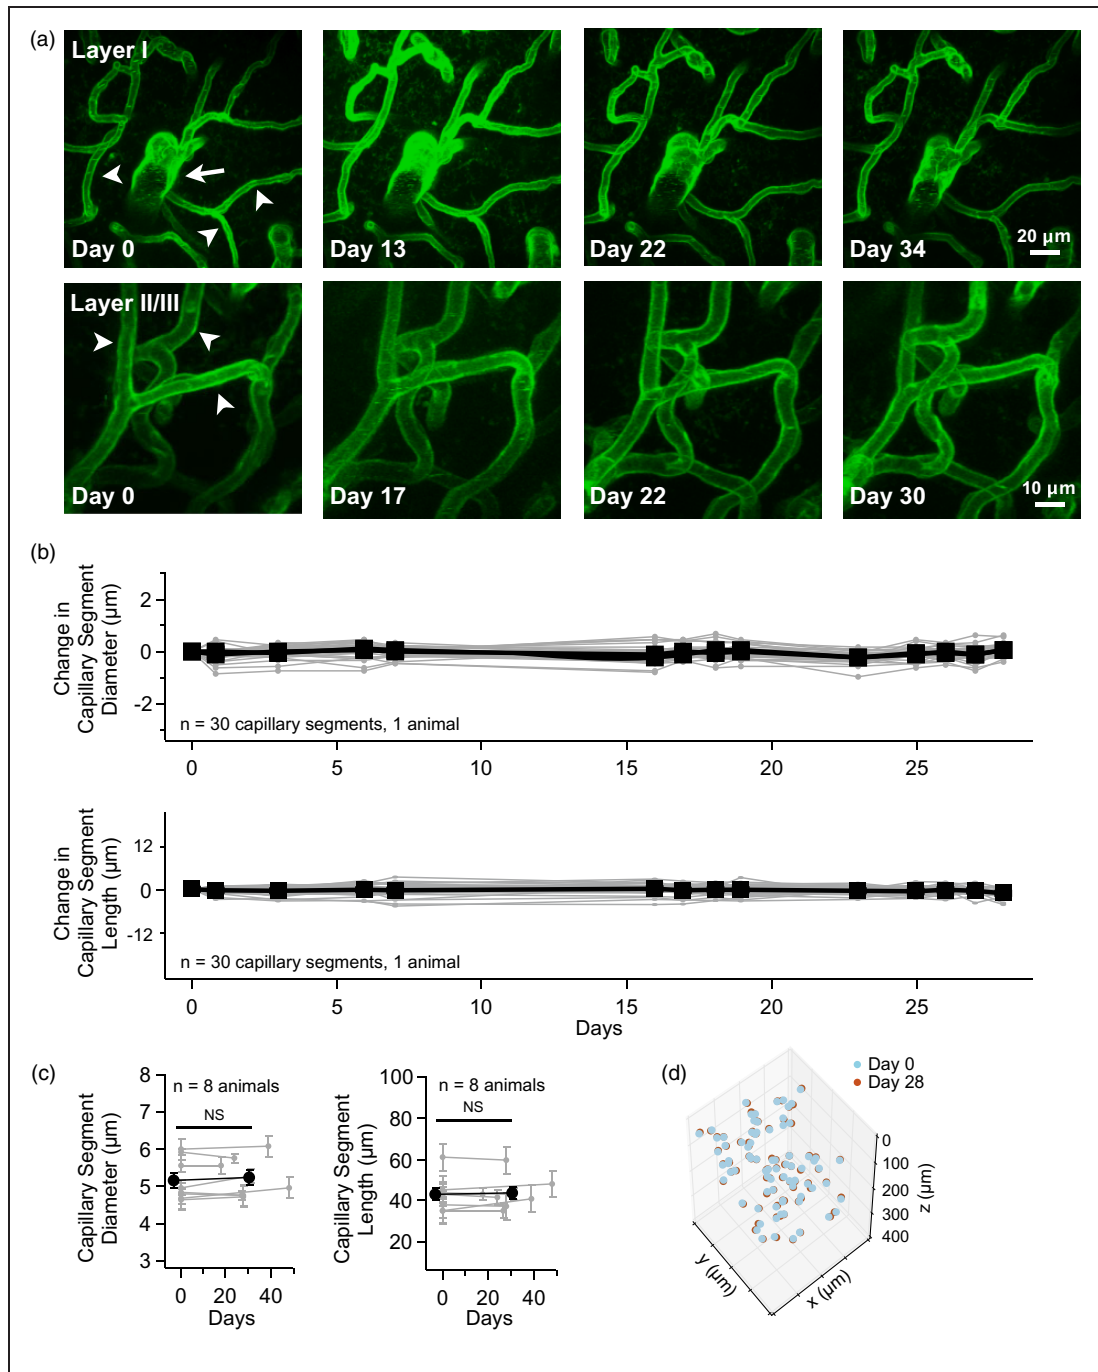 (a)
Layer I
Day 0
Day 13
Day 22
Day 34
20 µm
Layer II/III
Day 0
Day 17
Day 22
Day 30
10 µm
(b)
Change in
Capillary Segment
Diameter (µm)
2
0
-2
n = 30 capillary segments, 1 animal
0 5 10 15 20 25
Change in
Capillary Segment
Length (µm)
12
0
-12
n = 30 capillary segments, 1 animal
0 5 10 15 20 25
Days
(c)
Capillary Segment
Diameter (µm)
8
7
6
5
4
3
n = 8 animals
NS
0 20 40
Days
Capillary Segment
Length (µm)
100
80
60
40
20
n = 8 animals
NS
0 20 40
Days
(d)
Day 0
Day 28
0
100
200
300
400
z (µm)
y (µm)
x (µm)